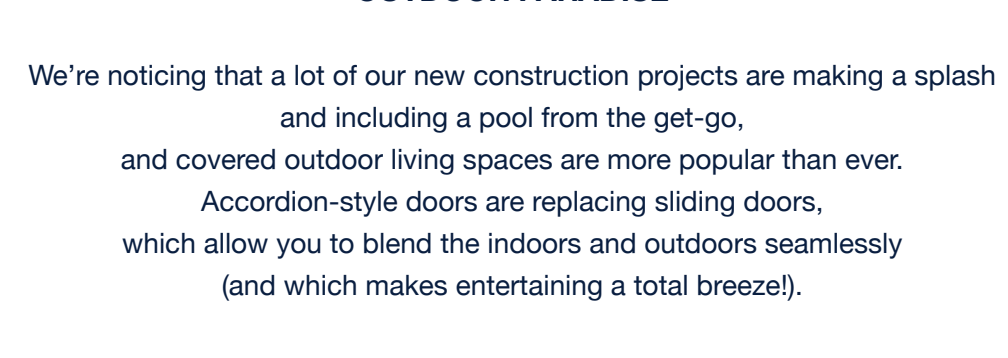 We’re noticing that a lot of our new construction projects are making a splash
and including a pool from the get-go,
and covered outdoor living spaces are more popular than ever.
Accordion-style doors are replacing sliding doors,
which allow you to blend the indoors and outdoors seamlessly
(and which makes entertaining a total breeze!).